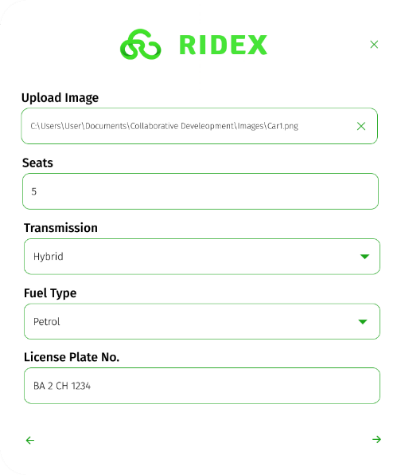 RIDEX
Upload Image
C:\Users\User\Documents\Collaborative Develeopment\Images\Car1.png
Seats
5
Transmission
Hybrid
Fuel Type
Petrol
License Plate No.
BA 2 CH 1234